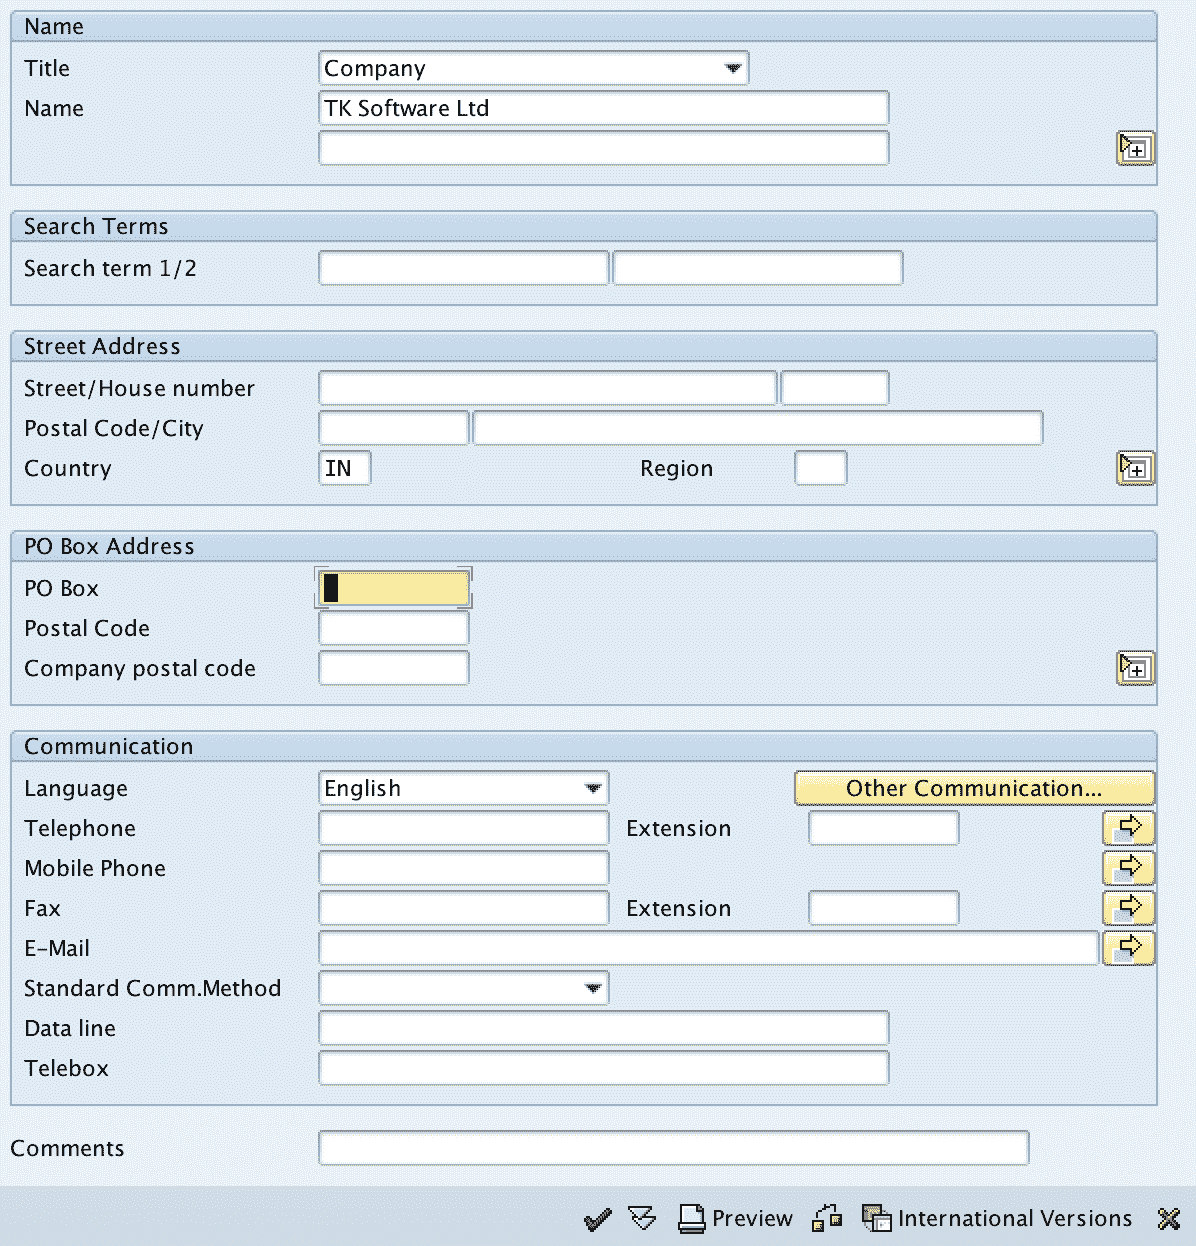 Name
Title Company
Name TK Software Ltd
Search Terms
Search term 1/2
Street Address
Street/House number
Postal Code/City
Country IN Region
PO Box Address
PO Box
Postal Code
Company postal code
Communication
Language English Other Communication...
Telephone Extension
Mobile Phone
Fax Extension
E-Mail
Standard Comm.Method
Data line
Telebox
Comments
Preview International Versions